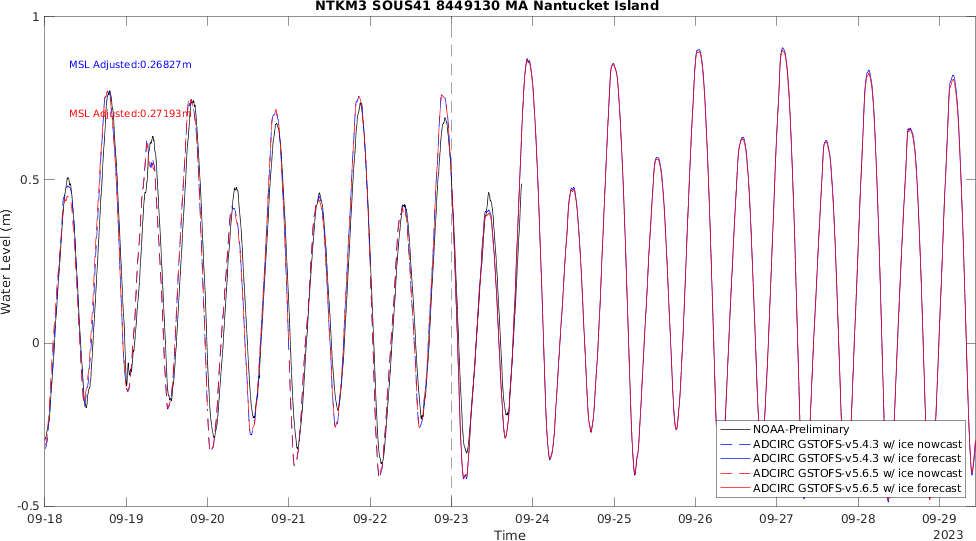 NTKM3 SOUS41 8449130 MA Nantucket Island
1
MSL Adjusted:0.26827m
MSL Adjusted:0.27193m
0.5
Water Level (m)
0
NOAA-Preliminary
ADCIRC GSTOFS-v5.4.3 w/ ice nowcast
ADCIRC GSTOFS-v5.4.3 w/ ice forecast
ADCIRC GSTOFS-v5.6.5 w/ ice nowcast
ADCIRC GSTOFS-v5.6.5 w/ ice forecast
-0.5
09-18 09-19 09-20 09-21 09-22 09-23 09-24 09-25 09-26 09-27 09-28 09-29
Time
2023